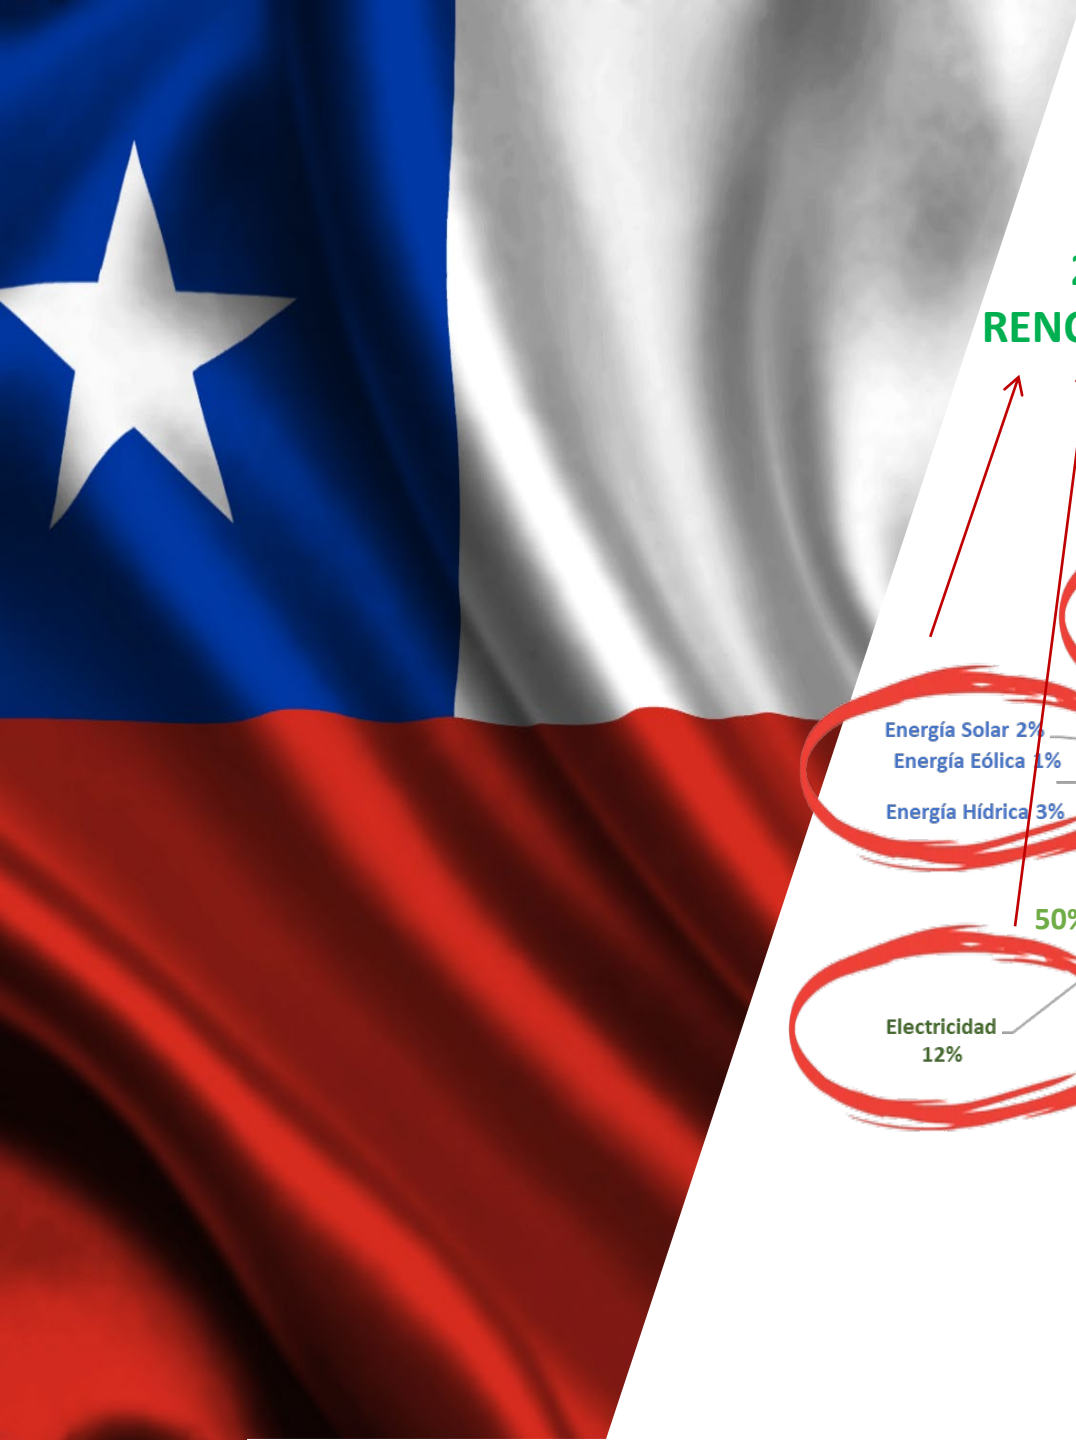 Energía Solar 2%
Energía Eólica 1%
Energía Hídrica 3%
50%
Electricidad
12%